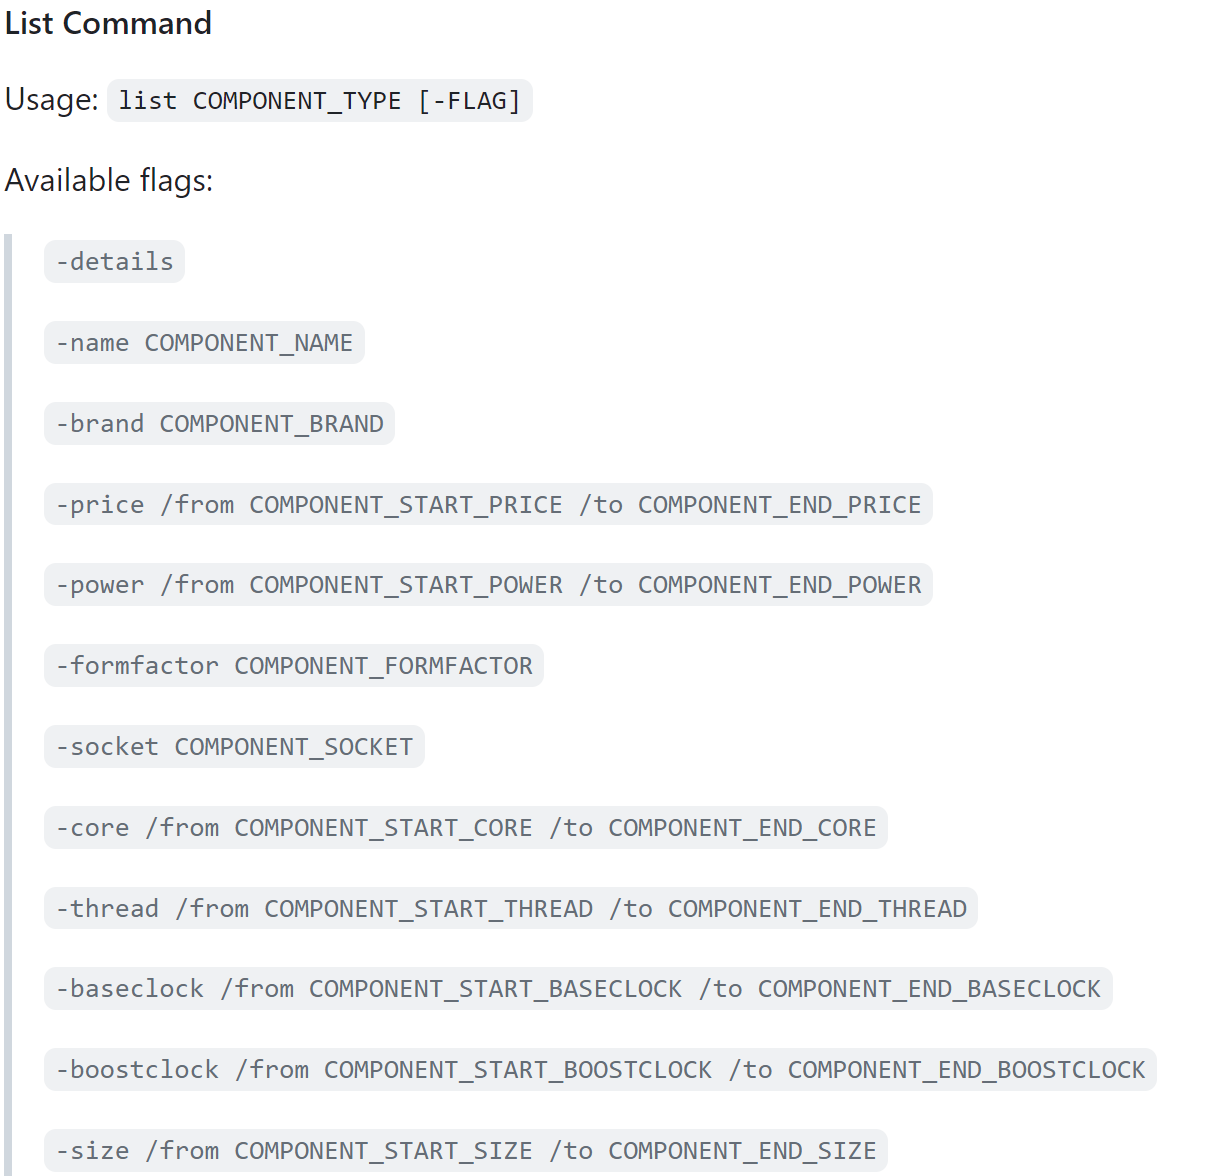 List Command
Usage: list COMPONENT_TYPE [-FLAG]
Available flags:
-details
-name COMPONENT_NAME
-brand COMPONENT_BRAND
-price /from COMPONENT_START_PRICE /to COMPONENT_END_PRICE
-power /from COMPONENT_START_POWER /to COMPONENT_END_POWER
-formfactor COMPONENT_FORMFACTOR
-socket COMPONENT_SOCKET
-core /from COMPONENT_START_CORE /to COMPONENT_END_CORE
-thread /from COMPONENT_START_THREAD /to COMPONENT_END_THREAD
-baseclock /from COMPONENT_START_BASECLOCK /to COMPONENT_END_BASECLOCK
-boostclock /from COMPONENT_START_BOOSTCLOCK /to COMPONENT_END_BOOSTCLOCK
-size /from COMPONENT_START_SIZE /to COMPONENT_END_SIZE